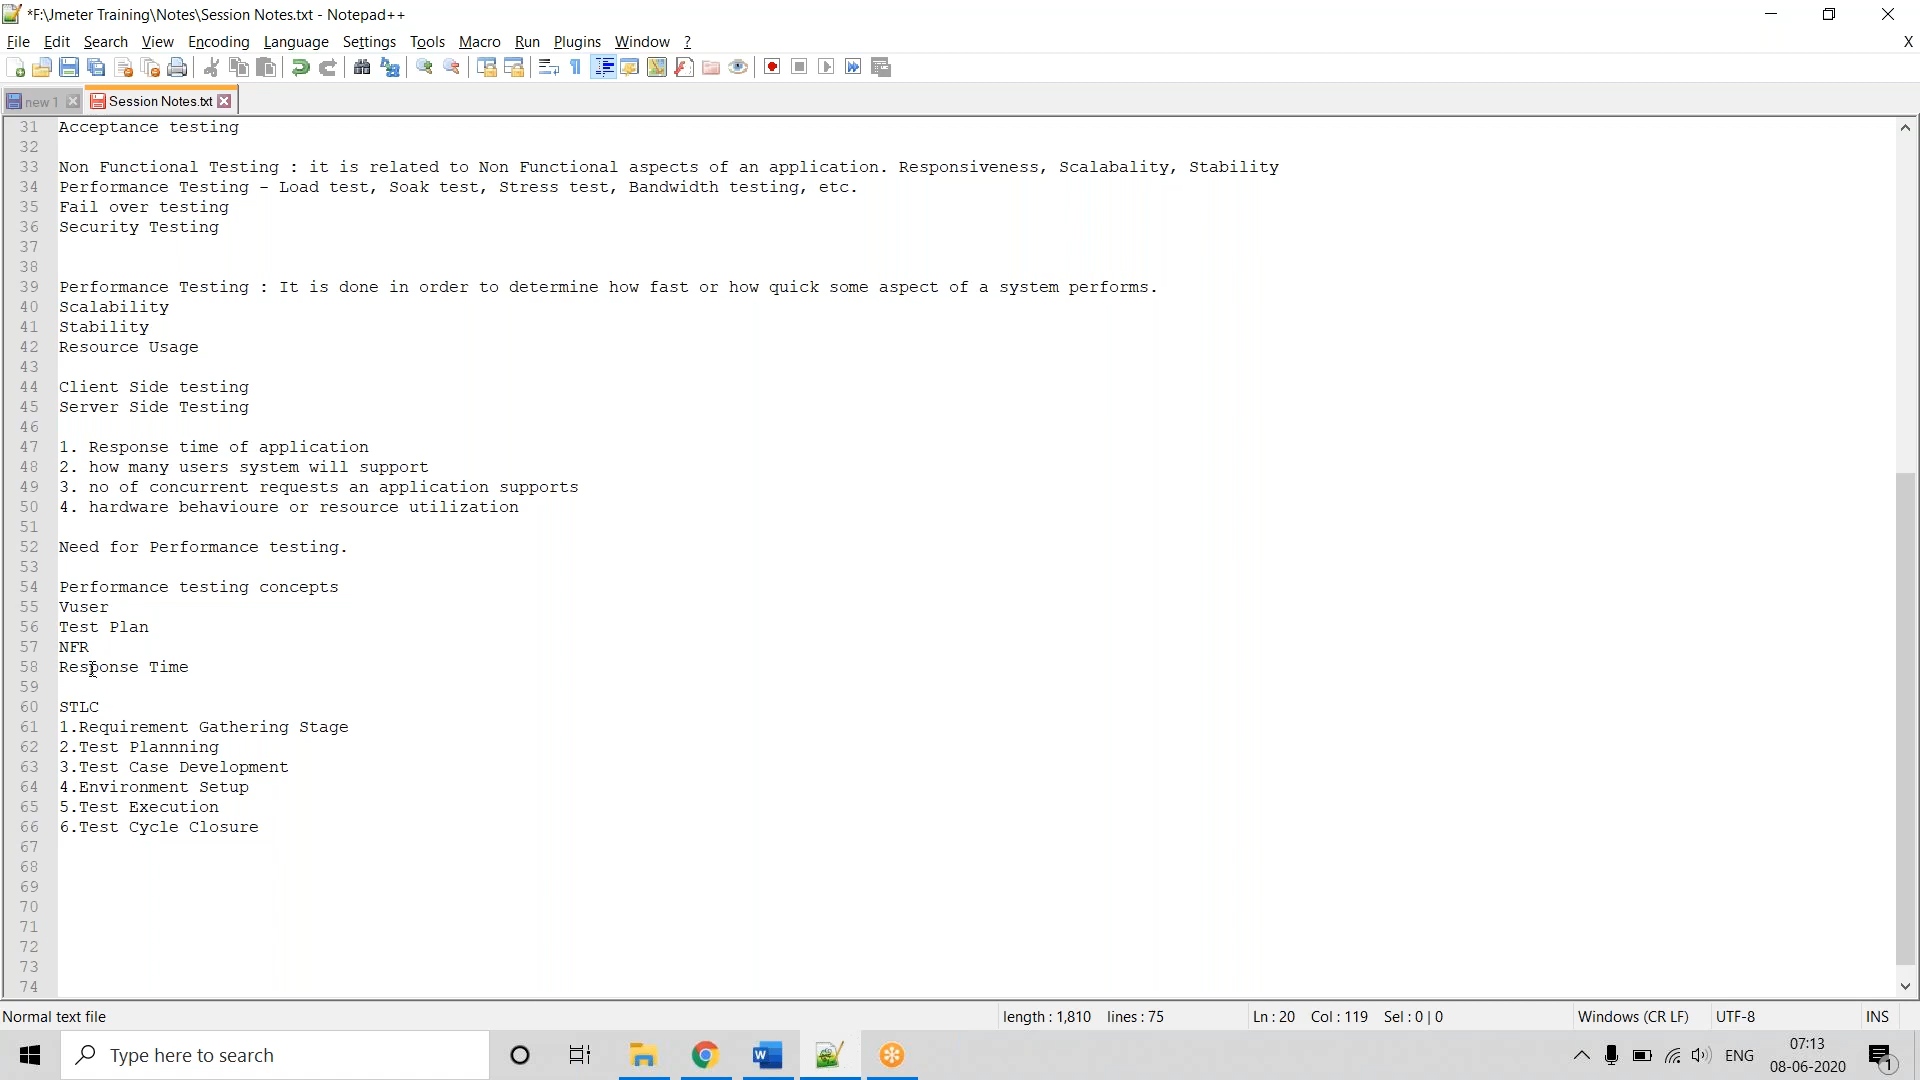 *F:\Jmeter Training\Notes\Session Notes.txt - Notepad++
File Edit Search View Encoding Language Settings Tools Macro Run Plugins Window ? X
new 1 Session Notes.txt
31 Acceptance testing
32
33 Non Functional Testing : it is related to Non Functional aspects of an application. Responsiveness, Scalabality, Stability
34 Performance Testing - Load test, Soak test, Stress test, Bandwidth testing, etc.
35 Fail over testing
36 Security Testing
37
38
39 Performance Testing : It is done in order to determine how fast or how quick some aspect of a system performs.
40 Scalability
41 Stability
42 Resource Usage
43
44 Client Side testing
45 Server Side Testing
46
47 1. Response time of application
48 2. how many users system will support
49 3. no of concurrent requests an application supports
50 4. hardware behavioure or resource utilization
51
52 Need for Performance testing.
53
54 Performance testing concepts
55 Vuser
56 Test Plan
57 NFR
58 Response Time
59
60 STLC
61 1.Requirement Gathering Stage
62 2.Test Plannning
63 3.Test Case Development
64 4.Environment Setup
65 5.Test Execution
66 6.Test Cycle Closure
67
68
69
70
71
72
73
74
Normal text file length : 1,810 lines : 75 Ln : 20 Col : 119 Sel : 0 | 0 Windows (CR LF) UTF-8 INS
Type here to search ENG 07:13
08-06-2020 1